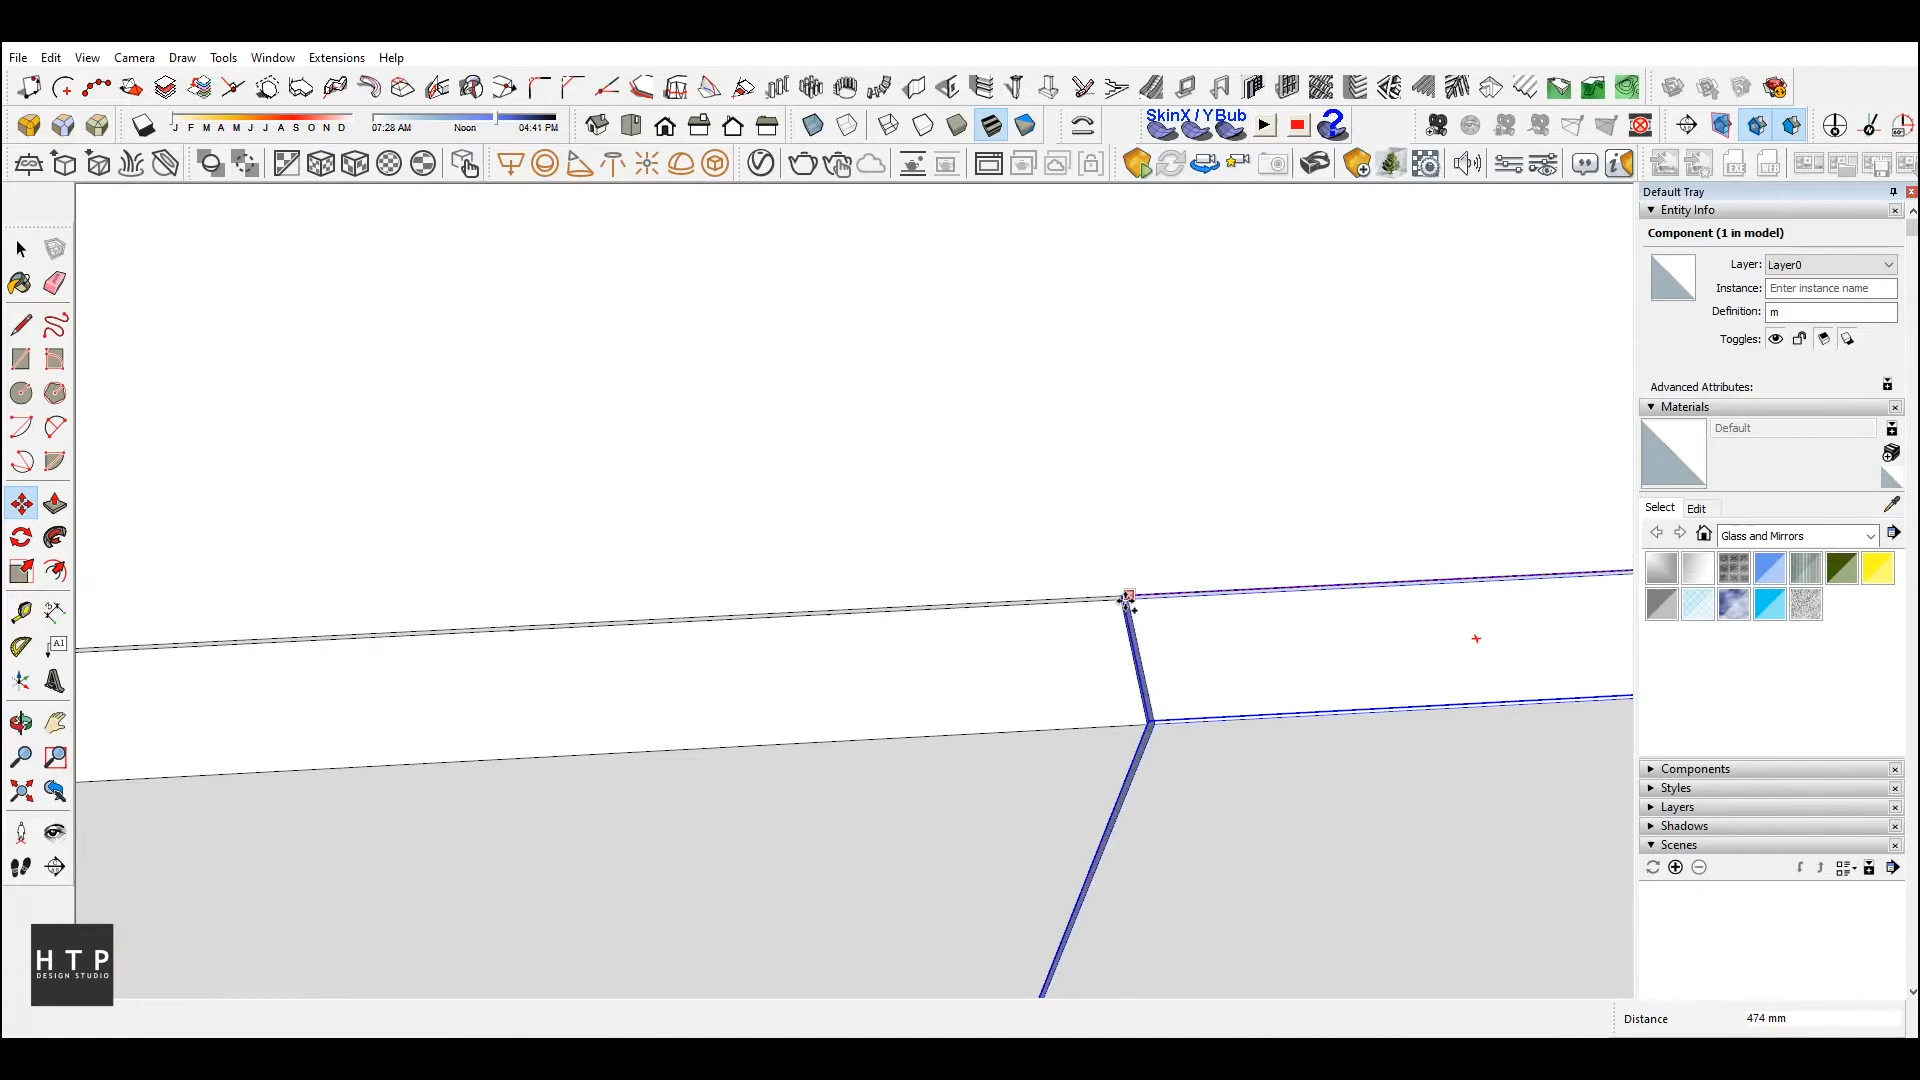 File Edit View Camera Draw Tools Window Extensions Help
J F M A M J J A S O N D
07:28 AM Noon 04:41 PM
SkinX / YBub
Default Tray
Entity Info
Component (1 in model)
Layer: Layer0
Instance: Enter instance name
Definition: m
Toggles:
Advanced Attributes:
Materials
Default
Select Edit
Glass and Mirrors
A1
Components
Styles
Layers
Shadows
Scenes
HTP
DESIGN STUDIO
Distance 474 mm